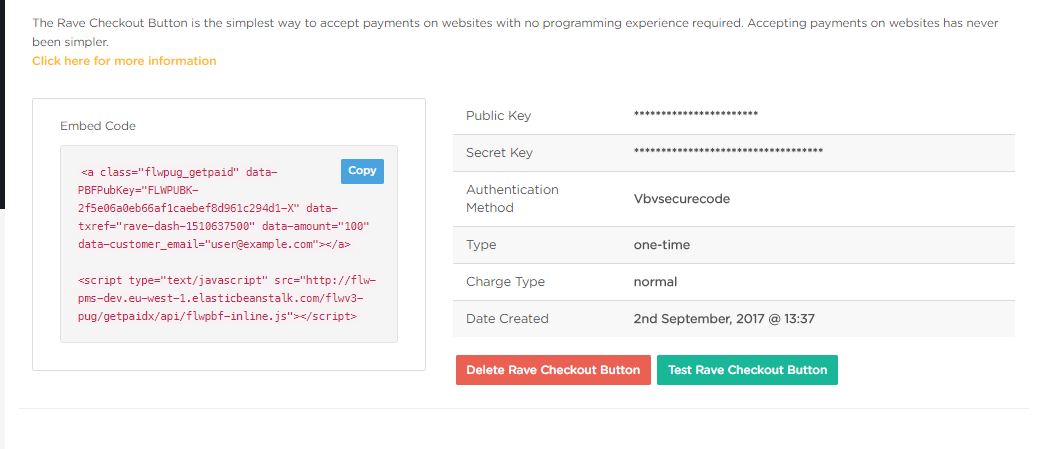 The Rave Checkout Button is the simplest way to accept payments on websites with no programming experience required. Accepting payments on websites has never
been simpler.
Click here for more information
Embed Code
Copy
<a class="flwpug_getpaid" data-
PBFPubKey="FLWPUBK-
2f5e06a0eb66af1caebef8d961c294d1-X" data-
txref="rave-dash-1510637500" data-amount="100"
data-customer_email="user@example.com"></a>
<script type="text/javascript" src="http://flw-
pms-dev.eu-west-1.elasticbeanstalk.com/flwv3-
pug/getpaidx/api/flwpbf-inline.js"></script>
Public Key ***********************
Secret Key ***********************************
Authentication
Method
Vbvsecurecode
Type one-time
Charge Type normal
Date Created 2nd September, 2017 @ 13:37
Delete Rave Checkout Button
Test Rave Checkout Button